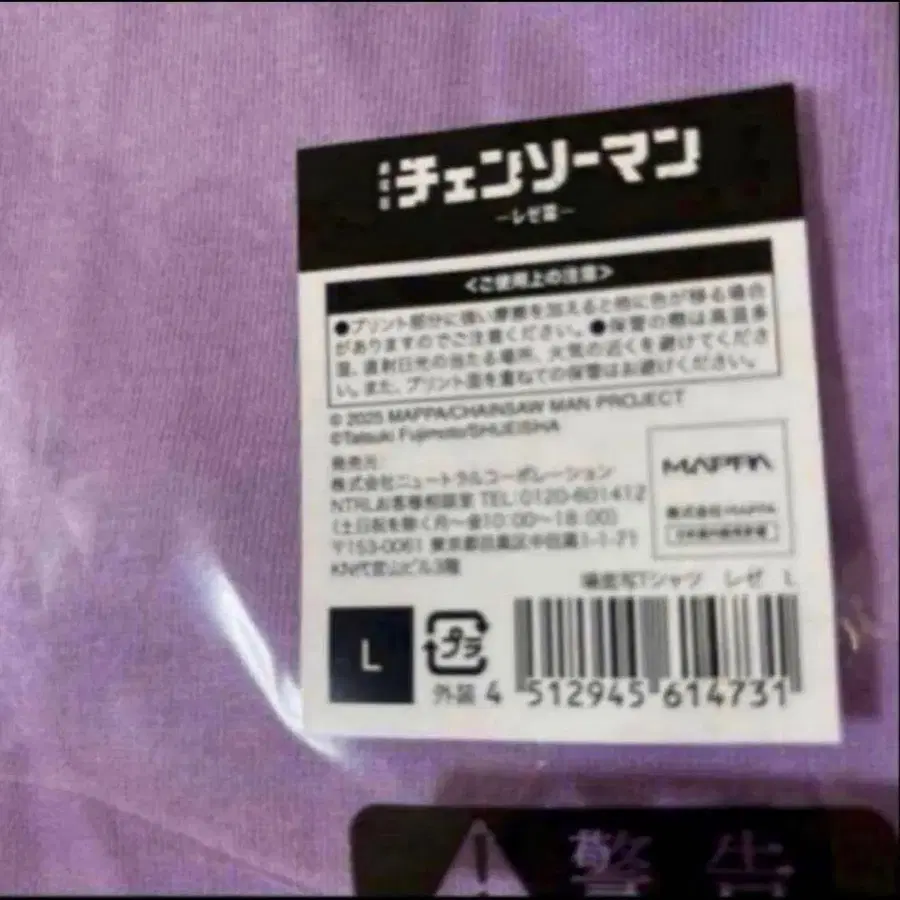 劇場版
チェンソーマン
―レゼ篇―
<ご使用上の注意>
●プリント部分に強い摩擦を加えると他に色が移る場合
がありますのでご注意ください。●保管の際は高温多
湿、直射日光の当たる場所、火気の近くを避けてくださ
い。また、プリント面を重ねての保管はお避けください。
© 2025 MAPPA/CHAINSAW MAN PROJECT
©Tatsuki Fujimoto/SHUEISHA
発売元:
株式会社ニュートラルコーポレーション
NTRLお客様相談室 TEL:0120-601412
(土日祝を除く月〜金10:00〜18:00)
〒153-0061 東京都目黒区中目黒1-1-71
KN代官山ビル3階
MAPPA
株式会社MAPPA
場面写Tシャツ レゼ L
L
プラ
外装
4 512945 614731
警告